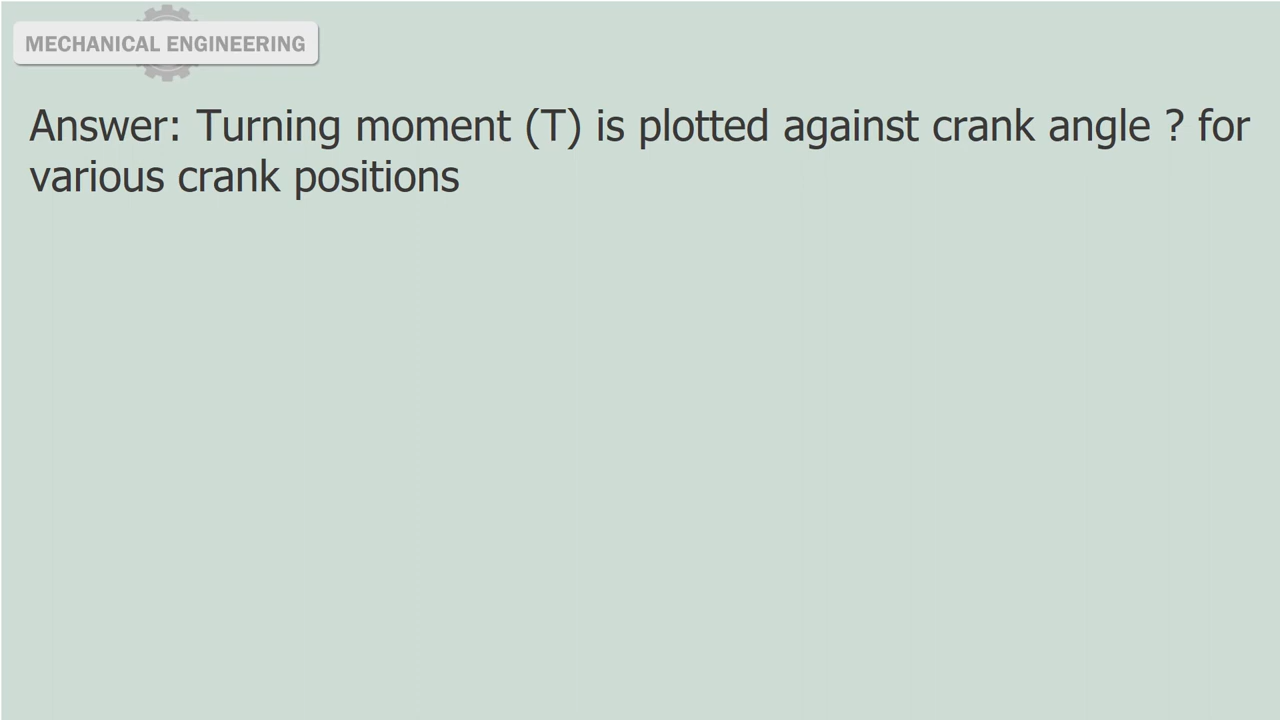 MECHANICAL ENGINEERING
Answer: Turning moment (T) is plotted against crank angle ? for
various crank positions